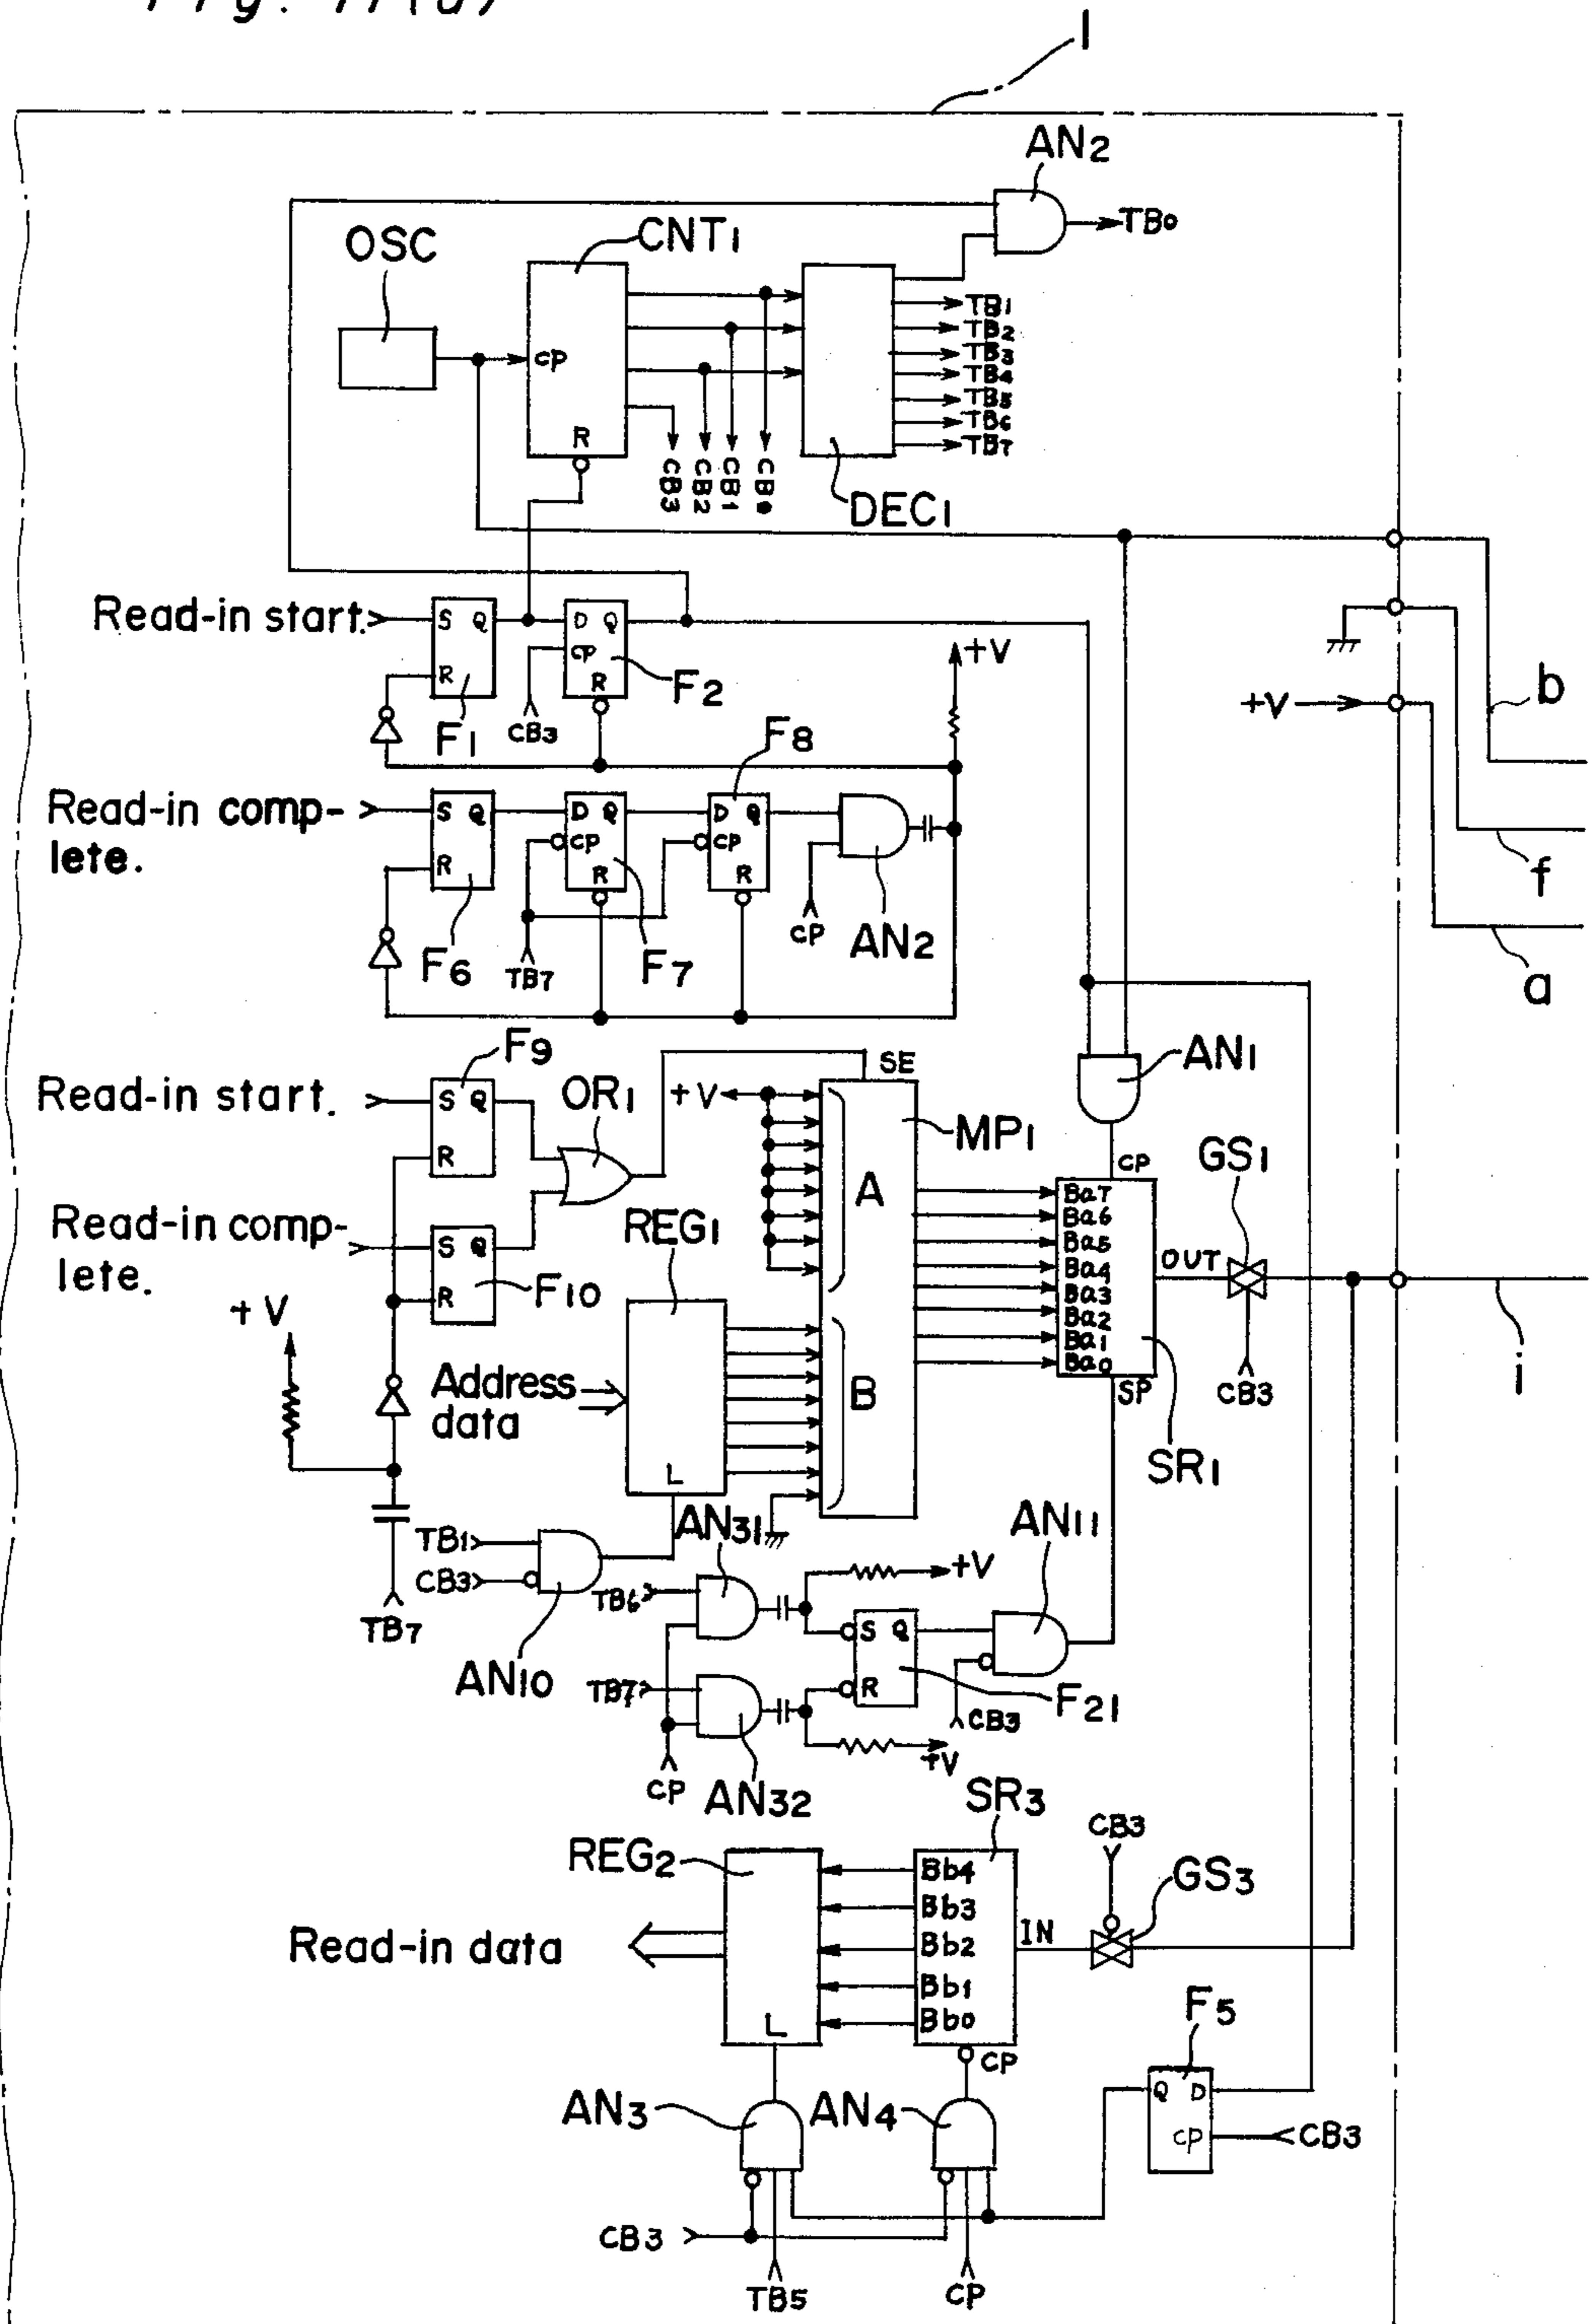 1
AN2
TB0
CNT1
OSC
CP
R
TB1
TB2
TB3
TB4
TB5
TB6
TB7
CB3
CB2
CB1
DEC1
Read-in start.
S Q
R
F1
D Q
CP
R
F2
CB3
+V
+V
b
f
a
Read-in comp-
lete.
S Q
R
F6
D Q
CP
R
F7
TB7
F8
D Q
CP
R
CP
AN2
F9
Read-in start.
S Q
R
OR1
+V
SE
MP1
A
B
AN1
CP
Ba7
Ba6
Ba5
Ba4
Ba3
Ba2
Ba1
Ba0
SP
OUT
GS1
CB3
SR1
i
Read-in comp-
lete.
S Q
R
F10
REG1
+V
Address
data
L
TB1
CB3
AN10
TB7
AN31
TB6
+V
S Q
R
AN11
F21
CB3
TB7
+V
CP
AN32
SR3
CB3
REG2
GS3
Bb4
Bb3
Bb2
Bb1
Bb0
IN
Read-in data
L
CP
F5
Q D
CP
CB3
AN3
AN4
CB3
TB5
CP